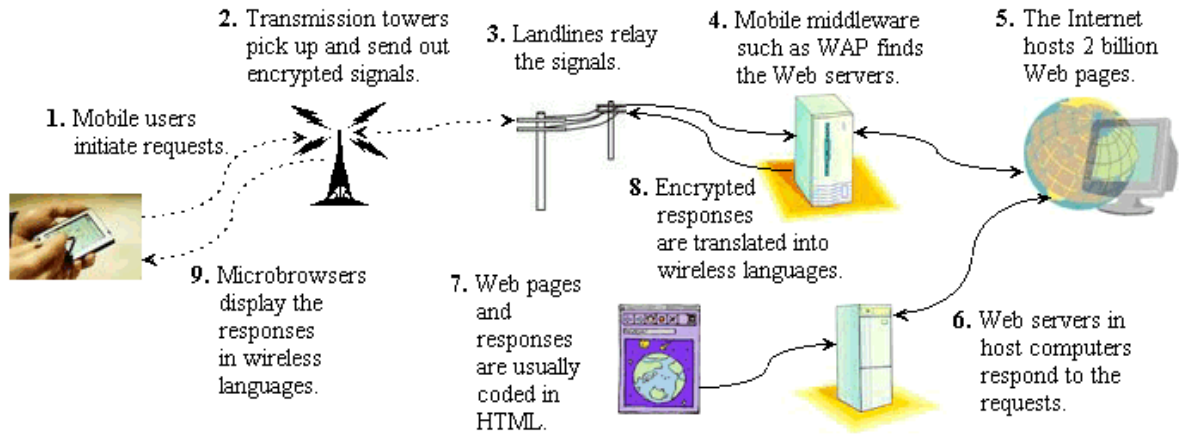 1. Mobile users
initiate requests.
2. Transmission towers
pick up and send out
encrypted signals.
3. Landlines relay
the signals.
4. Mobile middleware
such as WAP finds
the Web servers.
5. The Internet
hosts 2 billion
Web pages.
6. Web servers in
host computers
respond to the
requests.
7. Web pages
and
responses
are usually
coded in
HTML.
8. Encrypted
responses
are translated into
wireless languages.
9. Microbrowsers
display the
responses
in wireless
languages.